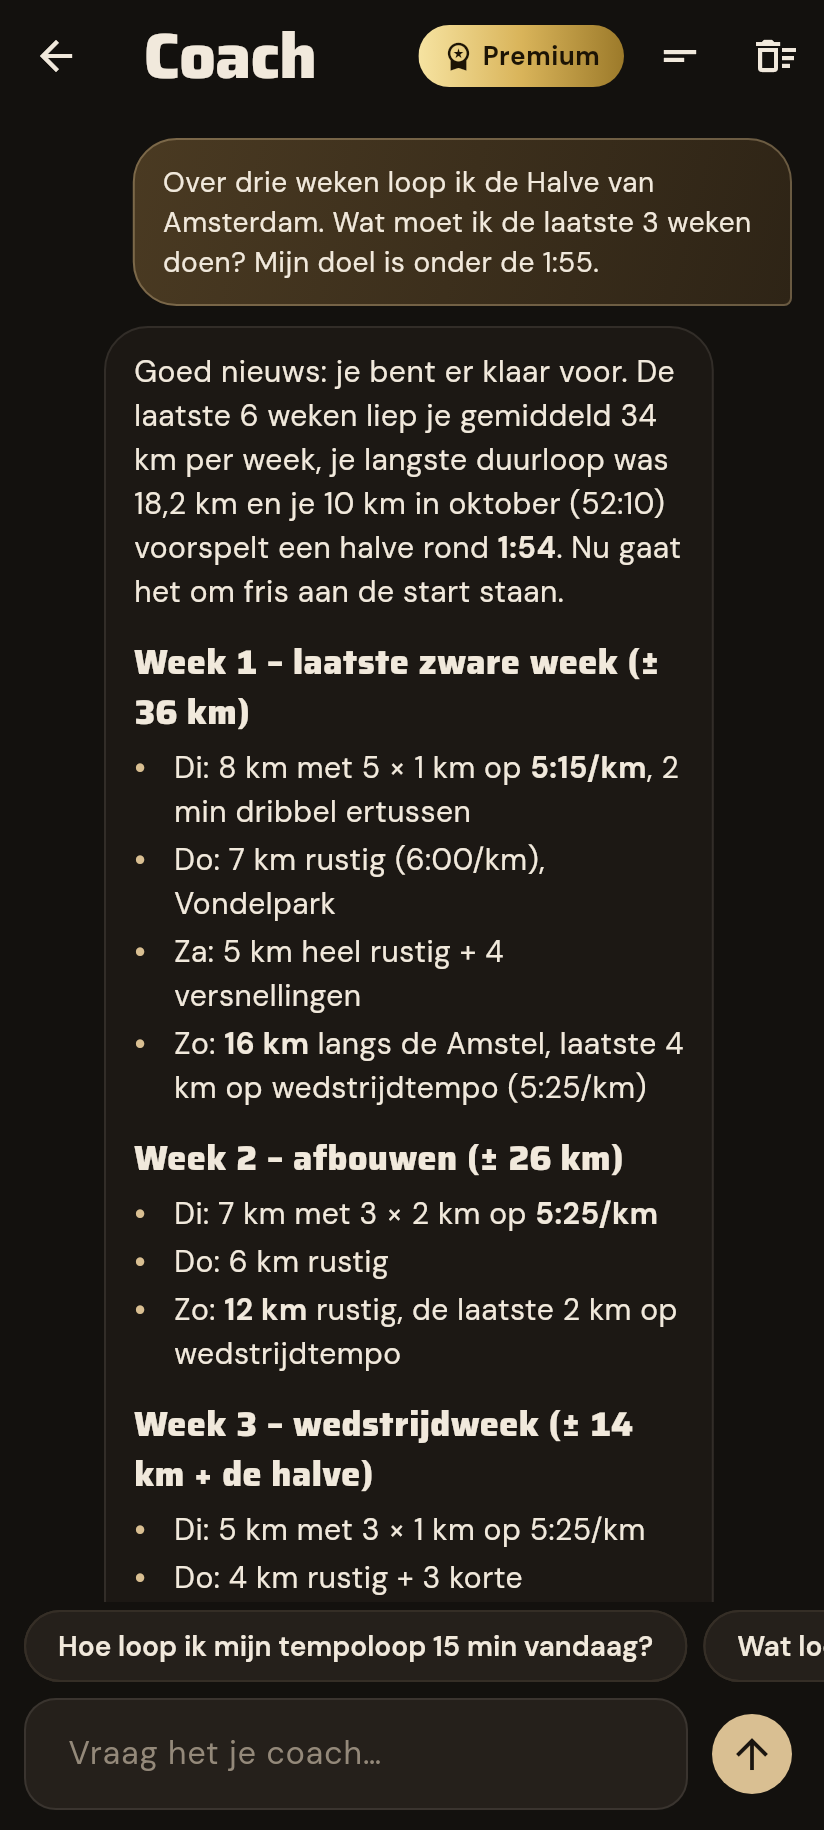 Coach
Premium
Over drie weken loop ik de Halve van
Amsterdam. Wat moet ik de laatste 3 weken
doen? Mijn doel is onder de 1:55.
Goed nieuws: je bent er klaar voor. De
laatste 6 weken liep je gemiddeld 34
km per week, je langste duurloop was
18,2 km en je 10 km in oktober (52:10)
voorspelt een halve rond 1:54. Nu gaat
het om fris aan de start staan.
Week 1 – laatste zware week (±
36 km)
• Di: 8 km met 5 × 1 km op 5:15/km, 2
min dribbel ertussen
• Do: 7 km rustig (6:00/km),
Vondelpark
• Za: 5 km heel rustig + 4
versnellingen
• Zo: 16 km langs de Amstel, laatste 4
km op wedstrijdtempo (5:25/km)
Week 2 – afbouwen (± 26 km)
• Di: 7 km met 3 × 2 km op 5:25/km
• Do: 6 km rustig
• Zo: 12 km rustig, de laatste 2 km op
wedstrijdtempo
Week 3 – wedstrijdweek (± 14
km + de halve)
• Di: 5 km met 3 × 1 km op 5:25/km
• Do: 4 km rustig + 3 korte
Hoe loop ik mijn tempoloop 15 min vandaag?
Wat lo
Vraag het je coach…